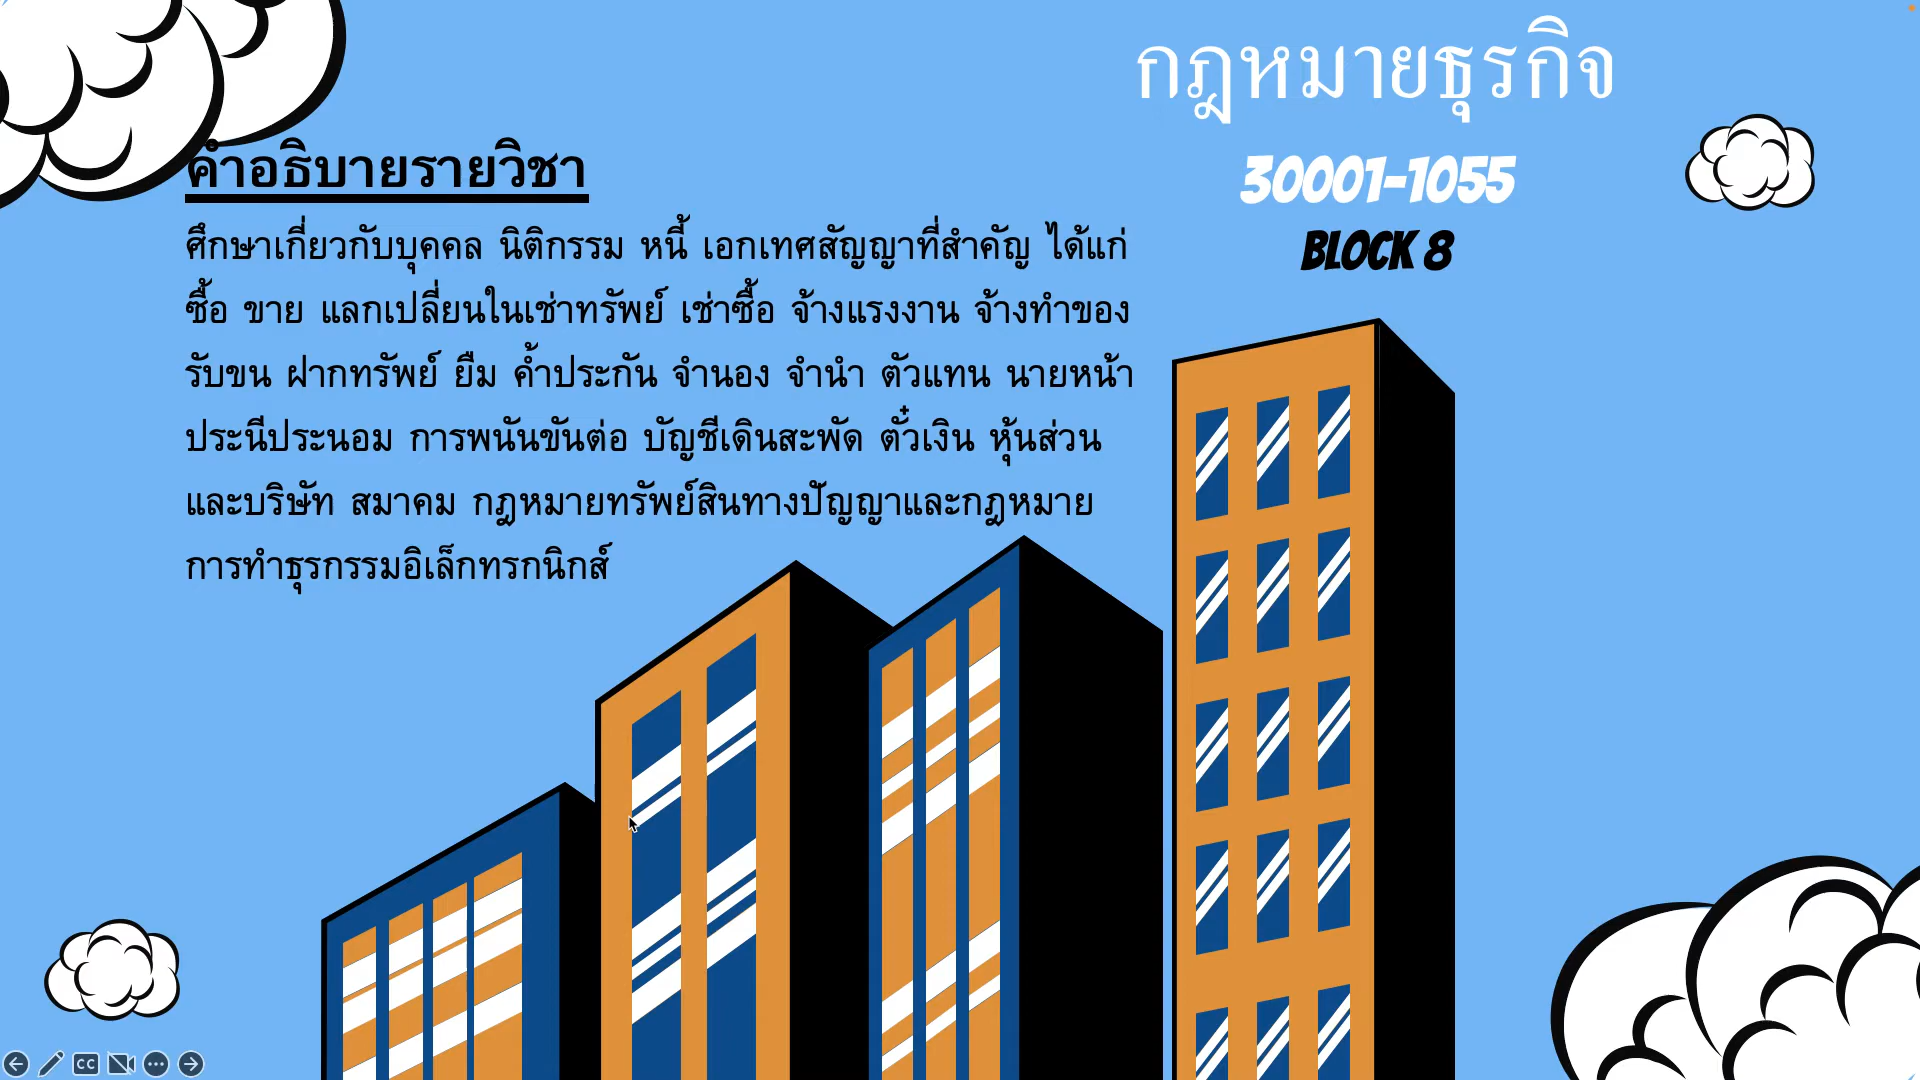 กฎหมายธุรกิจ
30001-1055
BLOCK 8
คำอธิบายรายวิชา
ศึกษาเกี่ยวกับบุคคล นิติกรรม หนี้ เอกเทศสัญญาที่สำคัญ ได้แก่
ซื้อ ขาย แลกเปลี่ยนในเช่าทรัพย์ เช่าซื้อ จ้างแรงงาน จ้างทำของ
รับขน ฝากทรัพย์ ยืม ค้ำประกัน จำนอง จำนำ ตัวแทน นายหน้า
ประนีประนอม การพนันขันต่อ บัญชีเดินสะพัด ตั๋วเงิน หุ้นส่วน
และบริษัท สมาคม กฎหมายทรัพย์สินทางปัญญาและกฎหมาย
การทำธุรกรรมอิเล็กทรกนิกส์
CC